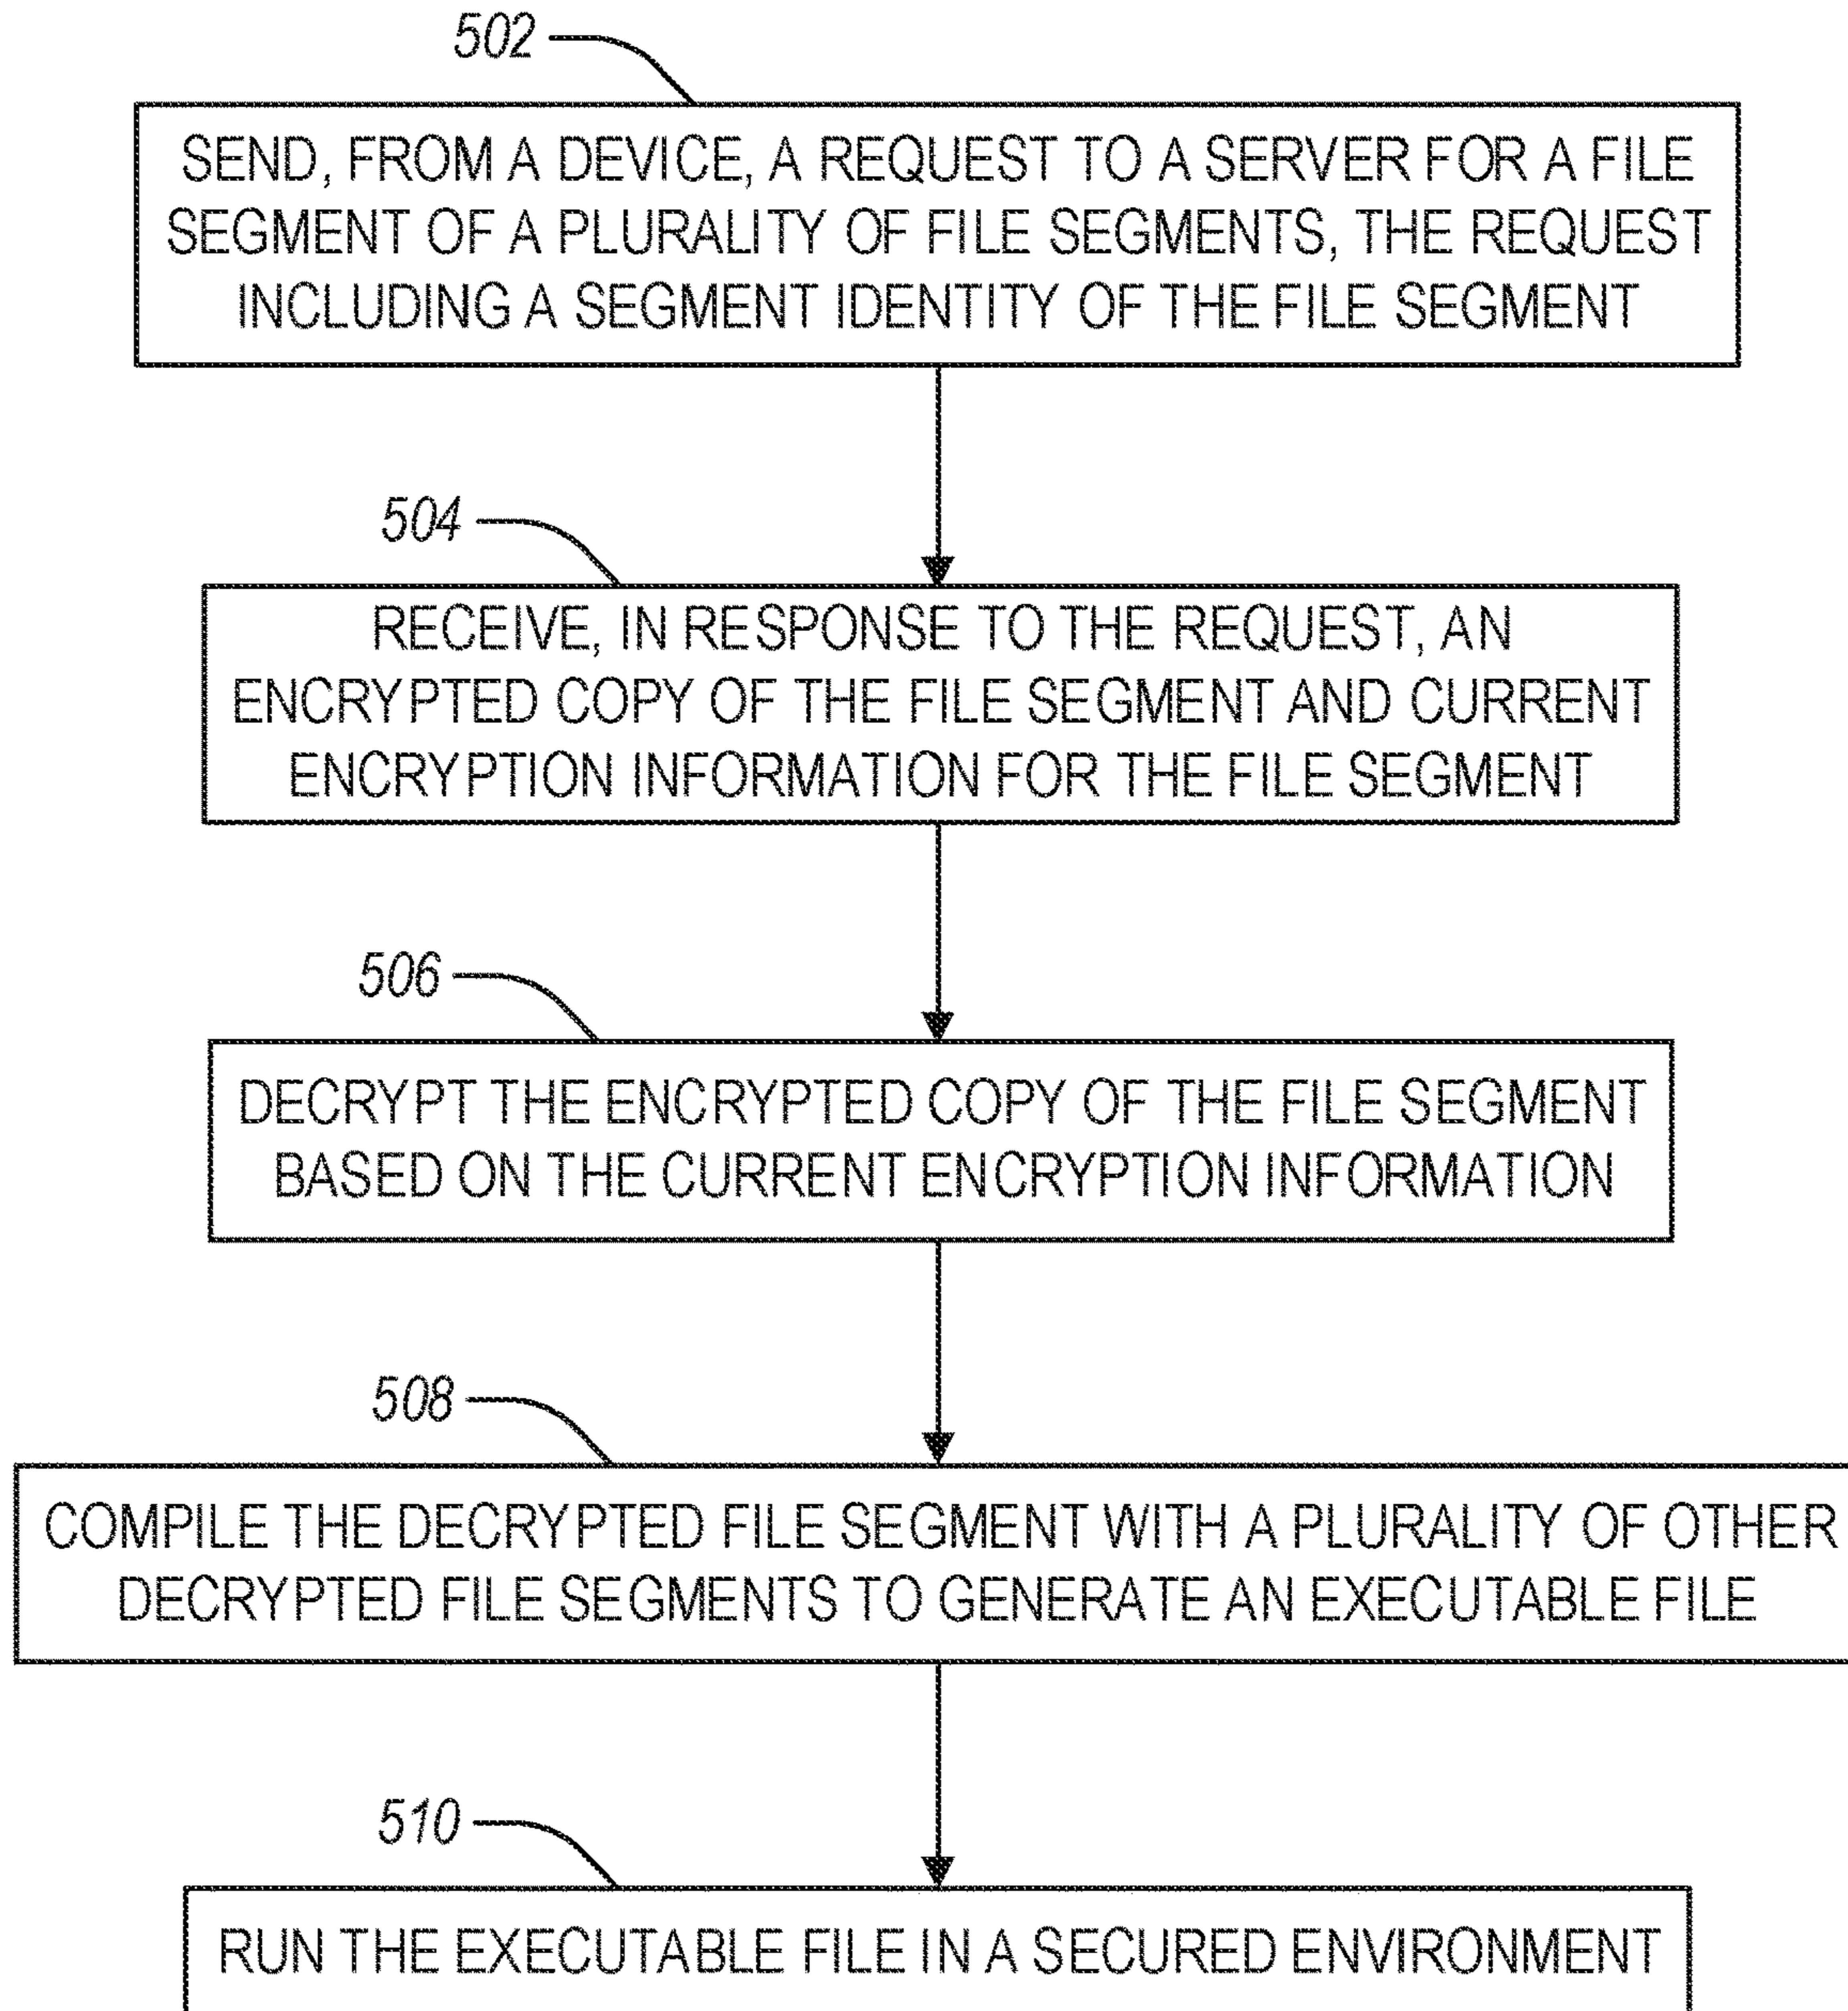 502
SEND, FROM A DEVICE, A REQUEST TO A SERVER FOR A FILE
SEGMENT OF A PLURALITY OF FILE SEGMENTS, THE REQUEST
INCLUDING A SEGMENT IDENTITY OF THE FILE SEGMENT
504
RECEIVE, IN RESPONSE TO THE REQUEST, AN
ENCRYPTED COPY OF THE FILE SEGMENT AND CURRENT
ENCRYPTION INFORMATION FOR THE FILE SEGMENT
506
DECRYPT THE ENCRYPTED COPY OF THE FILE SEGMENT
BASED ON THE CURRENT ENCRYPTION INFORMATION
508
COMPILE THE DECRYPTED FILE SEGMENT WITH A PLURALITY OF OTHER
DECRYPTED FILE SEGMENTS TO GENERATE AN EXECUTABLE FILE
510
RUN THE EXECUTABLE FILE IN A SECURED ENVIRONMENT